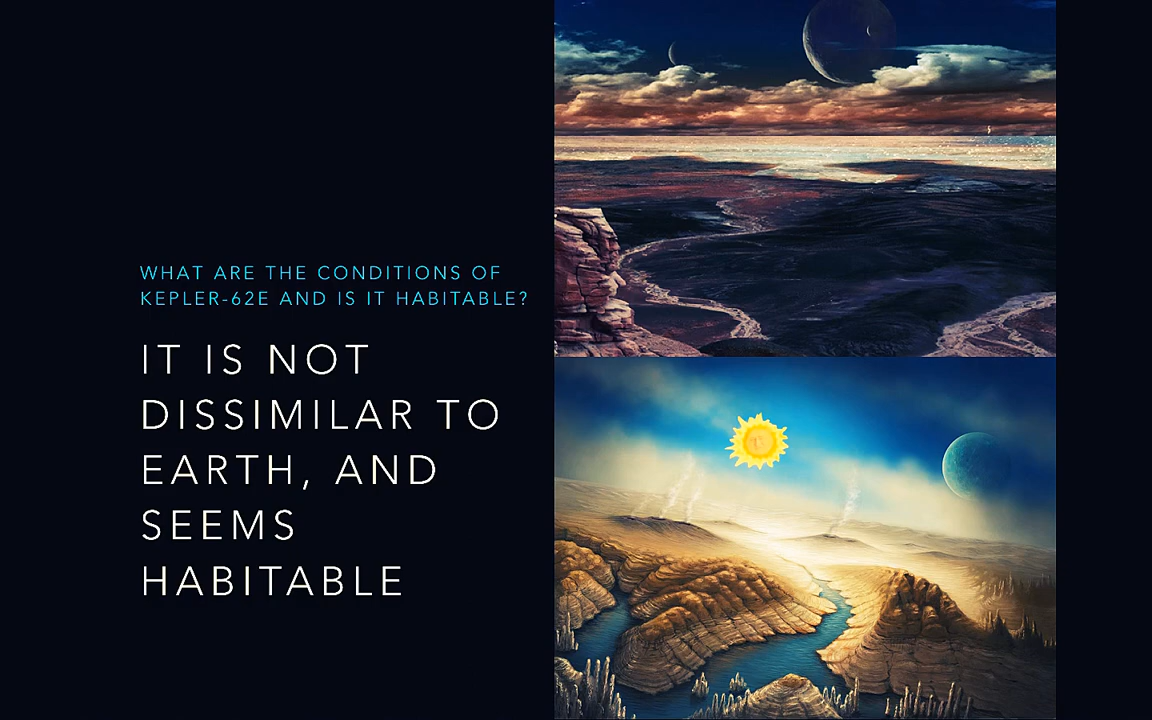 WHAT ARE THE CONDITIONS OF
KEPLER-62E AND IS IT HABITABLE?
IT IS NOT
DISSIMILAR TO
EARTH, AND
SEEMS
HABITABLE